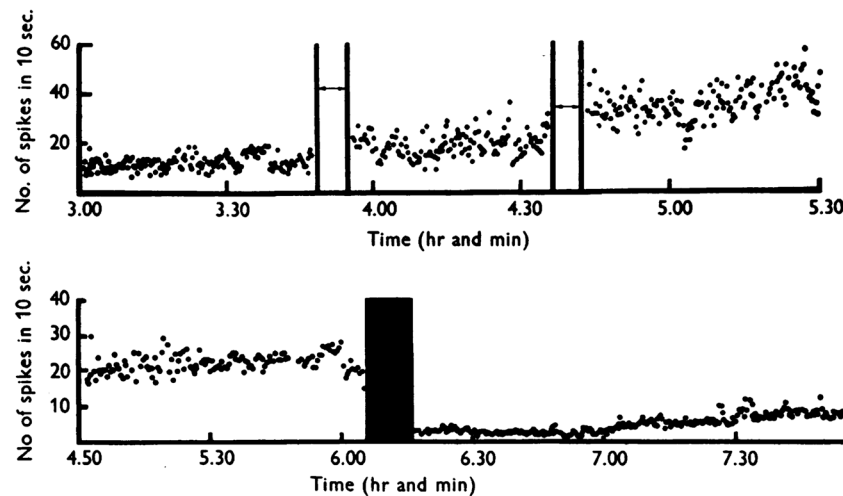 No. of spikes in 10 sec.
60
40
20
3.00 3.30 4.00 4.30 5.00 5.30
Time (hr and min)
No of spikes in 10 sec.
40
30
20
10
4.50 5.30 6.00 6.30 7.00 7.30
Time (hr and min)